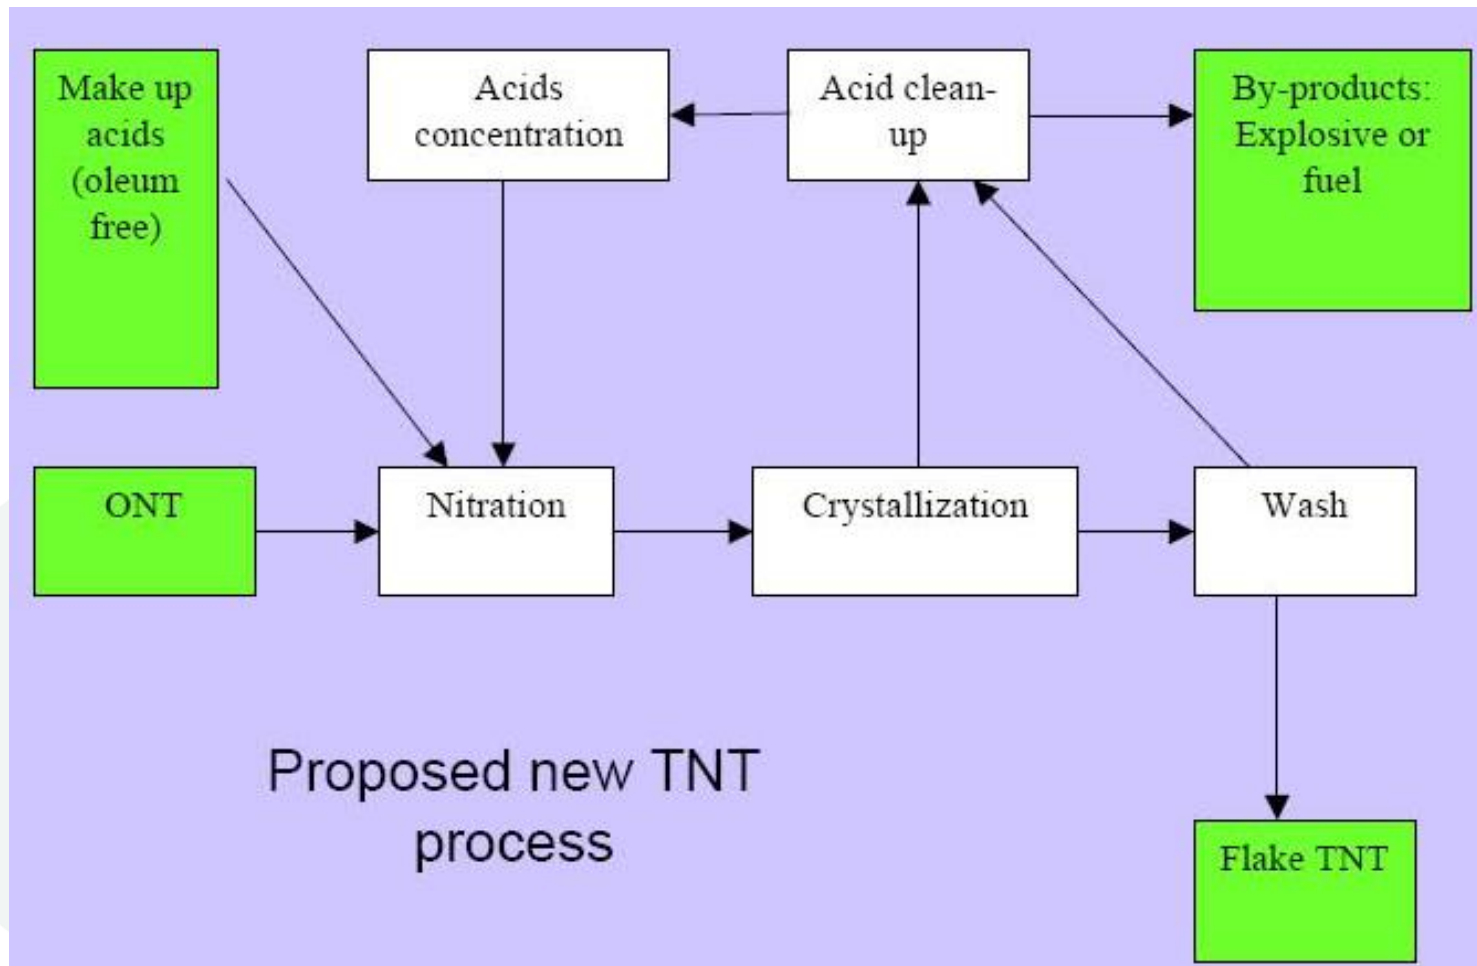 Make up
acids
(oleum
free)
Acids
concentration
Acid clean-
up
By-products:
Explosive or
fuel
ONT
Nitration
Crystallization
Wash
Proposed new TNT
process
Flake TNT